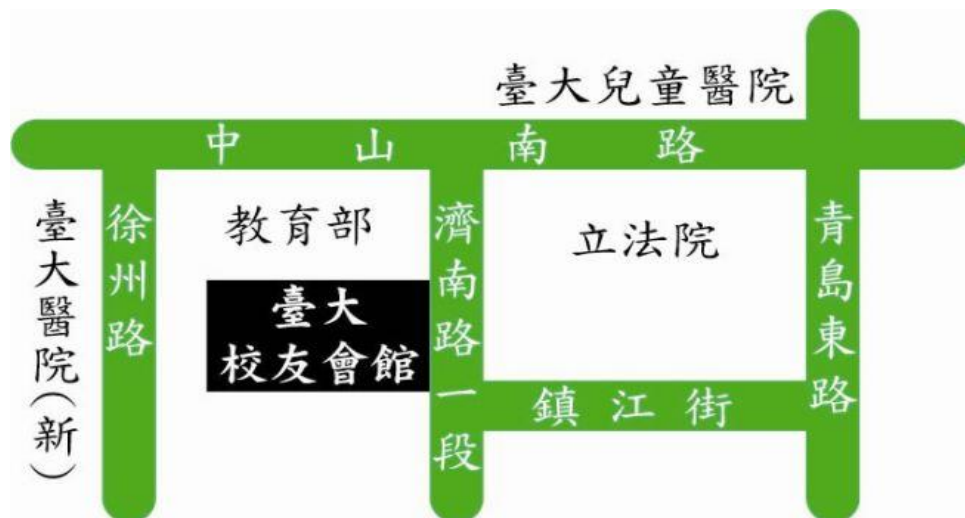 臺大兒童醫院
中山南路
臺大醫院(新)
徐州路
教育部
濟南路一段
立法院
青島東路
臺大
校友會館
鎮江街